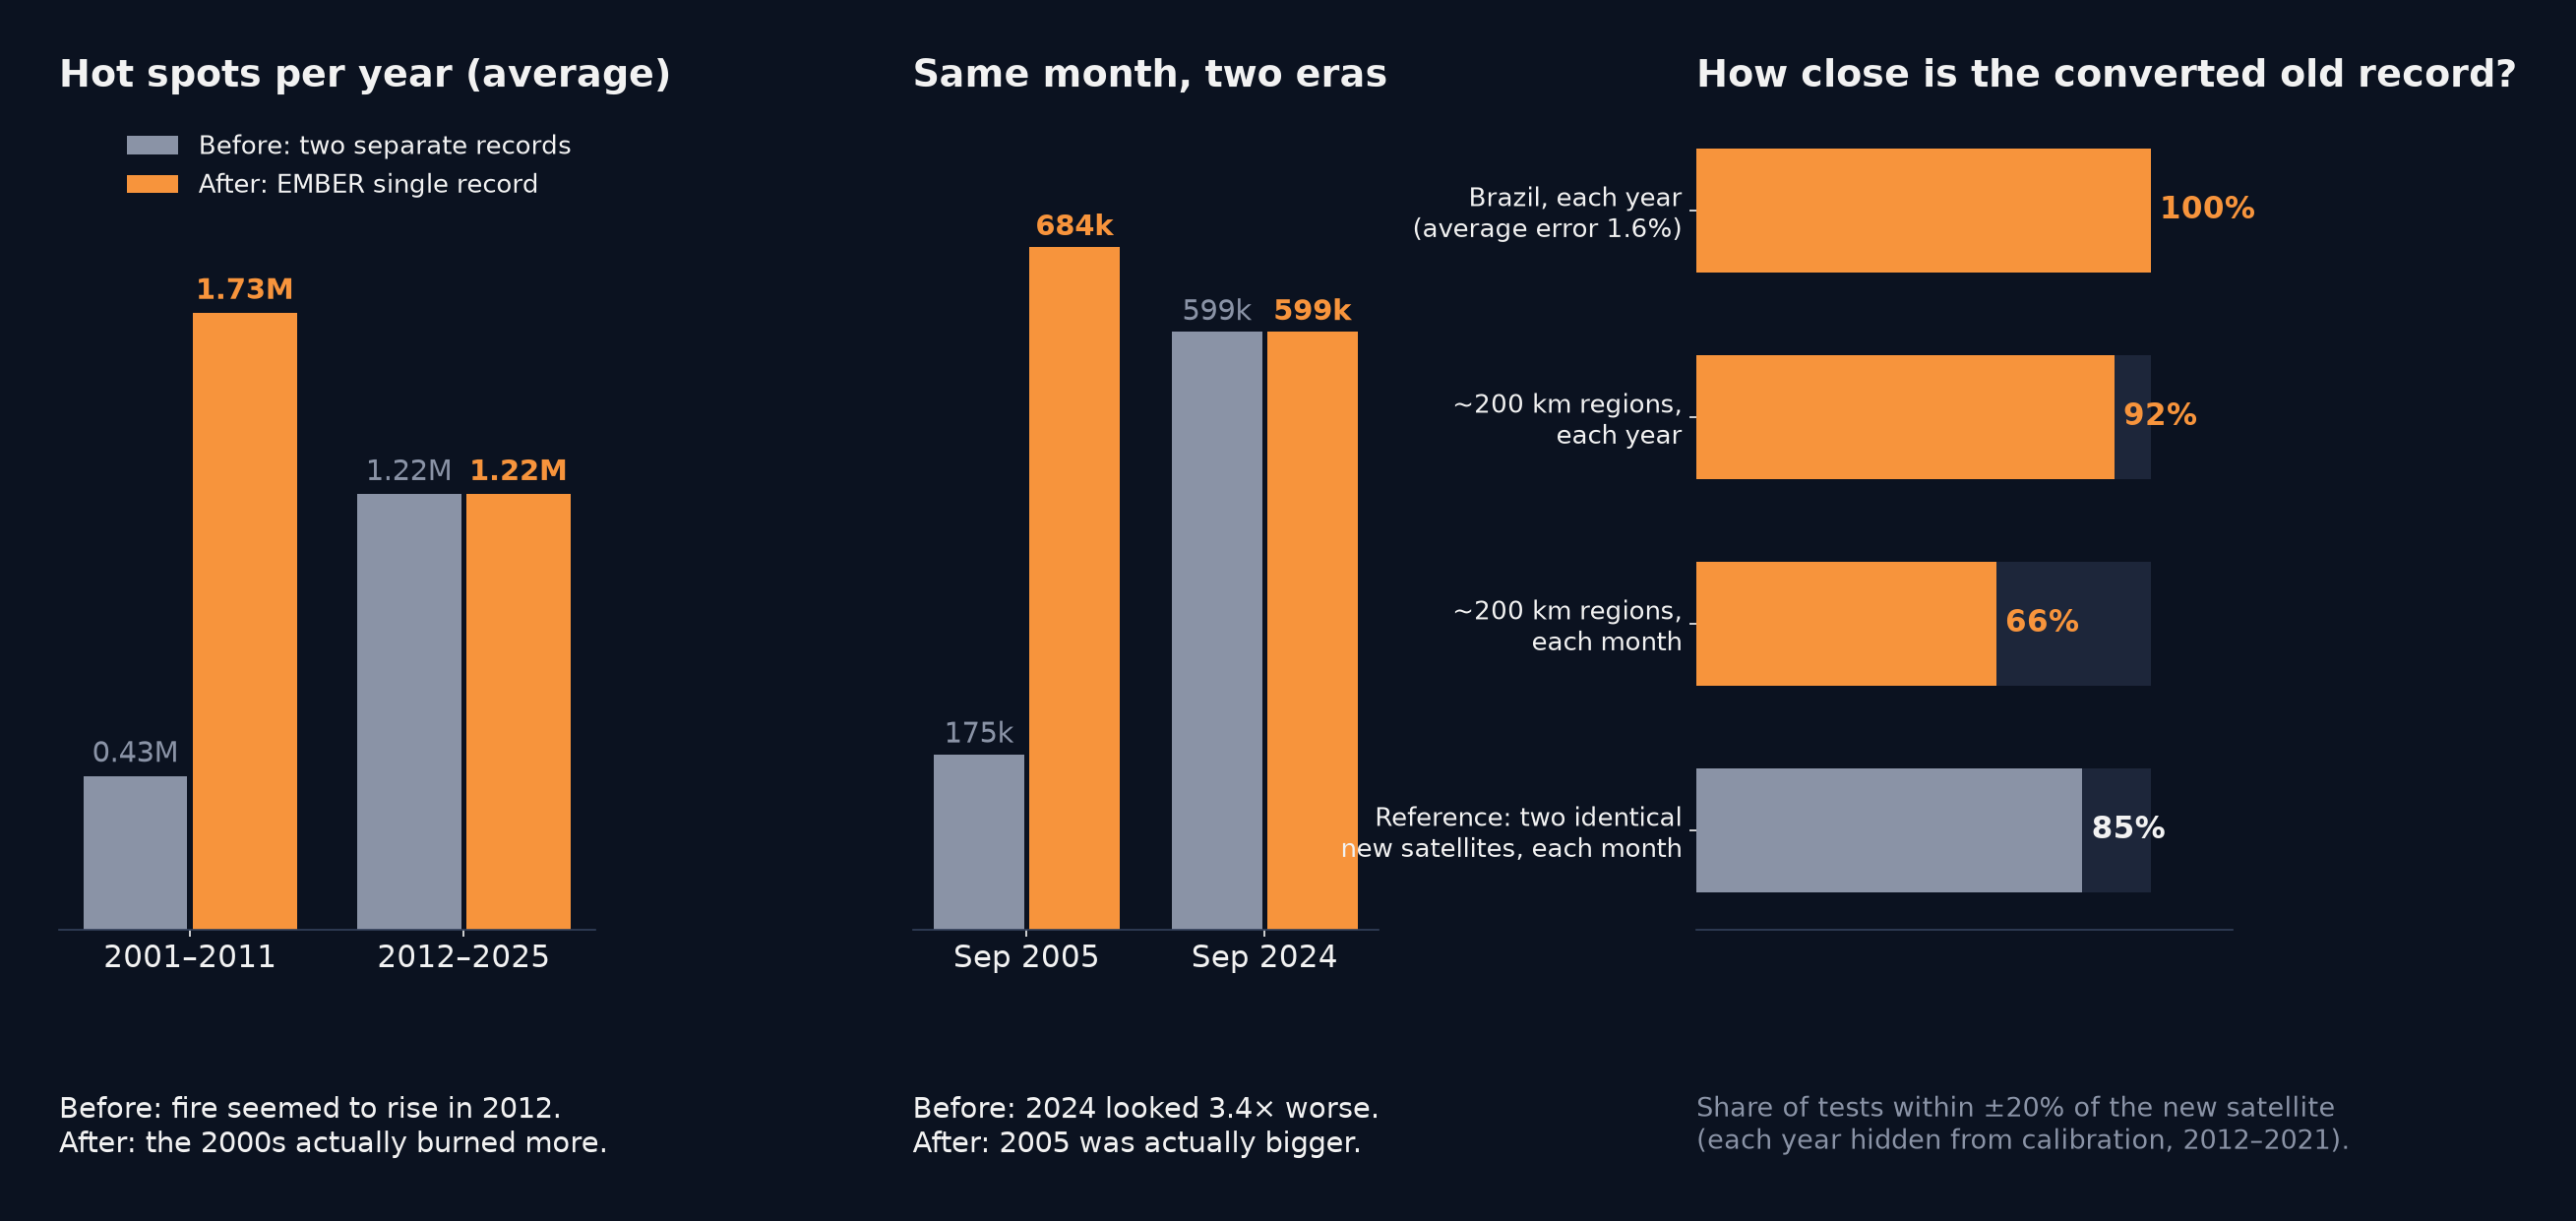 Hot spots per year (average)
Before: two separate records
After: EMBER single record
1.73M
1.22M
1.22M
0.43M
2001–2011
2012–2025
Before: fire seemed to rise in 2012.
After: the 2000s actually burned more.
Same month, two eras
684k
599k
599k
175k
Sep 2005
Sep 2024
Before: 2024 looked 3.4× worse.
After: 2005 was actually bigger.
How close is the converted old record?
Brazil, each year
(average error 1.6%)
100%
~200 km regions,
each year
92%
~200 km regions,
each month
66%
Reference: two identical
new satellites, each month
85%
Share of tests within ±20% of the new satellite
(each year hidden from calibration, 2012–2021).